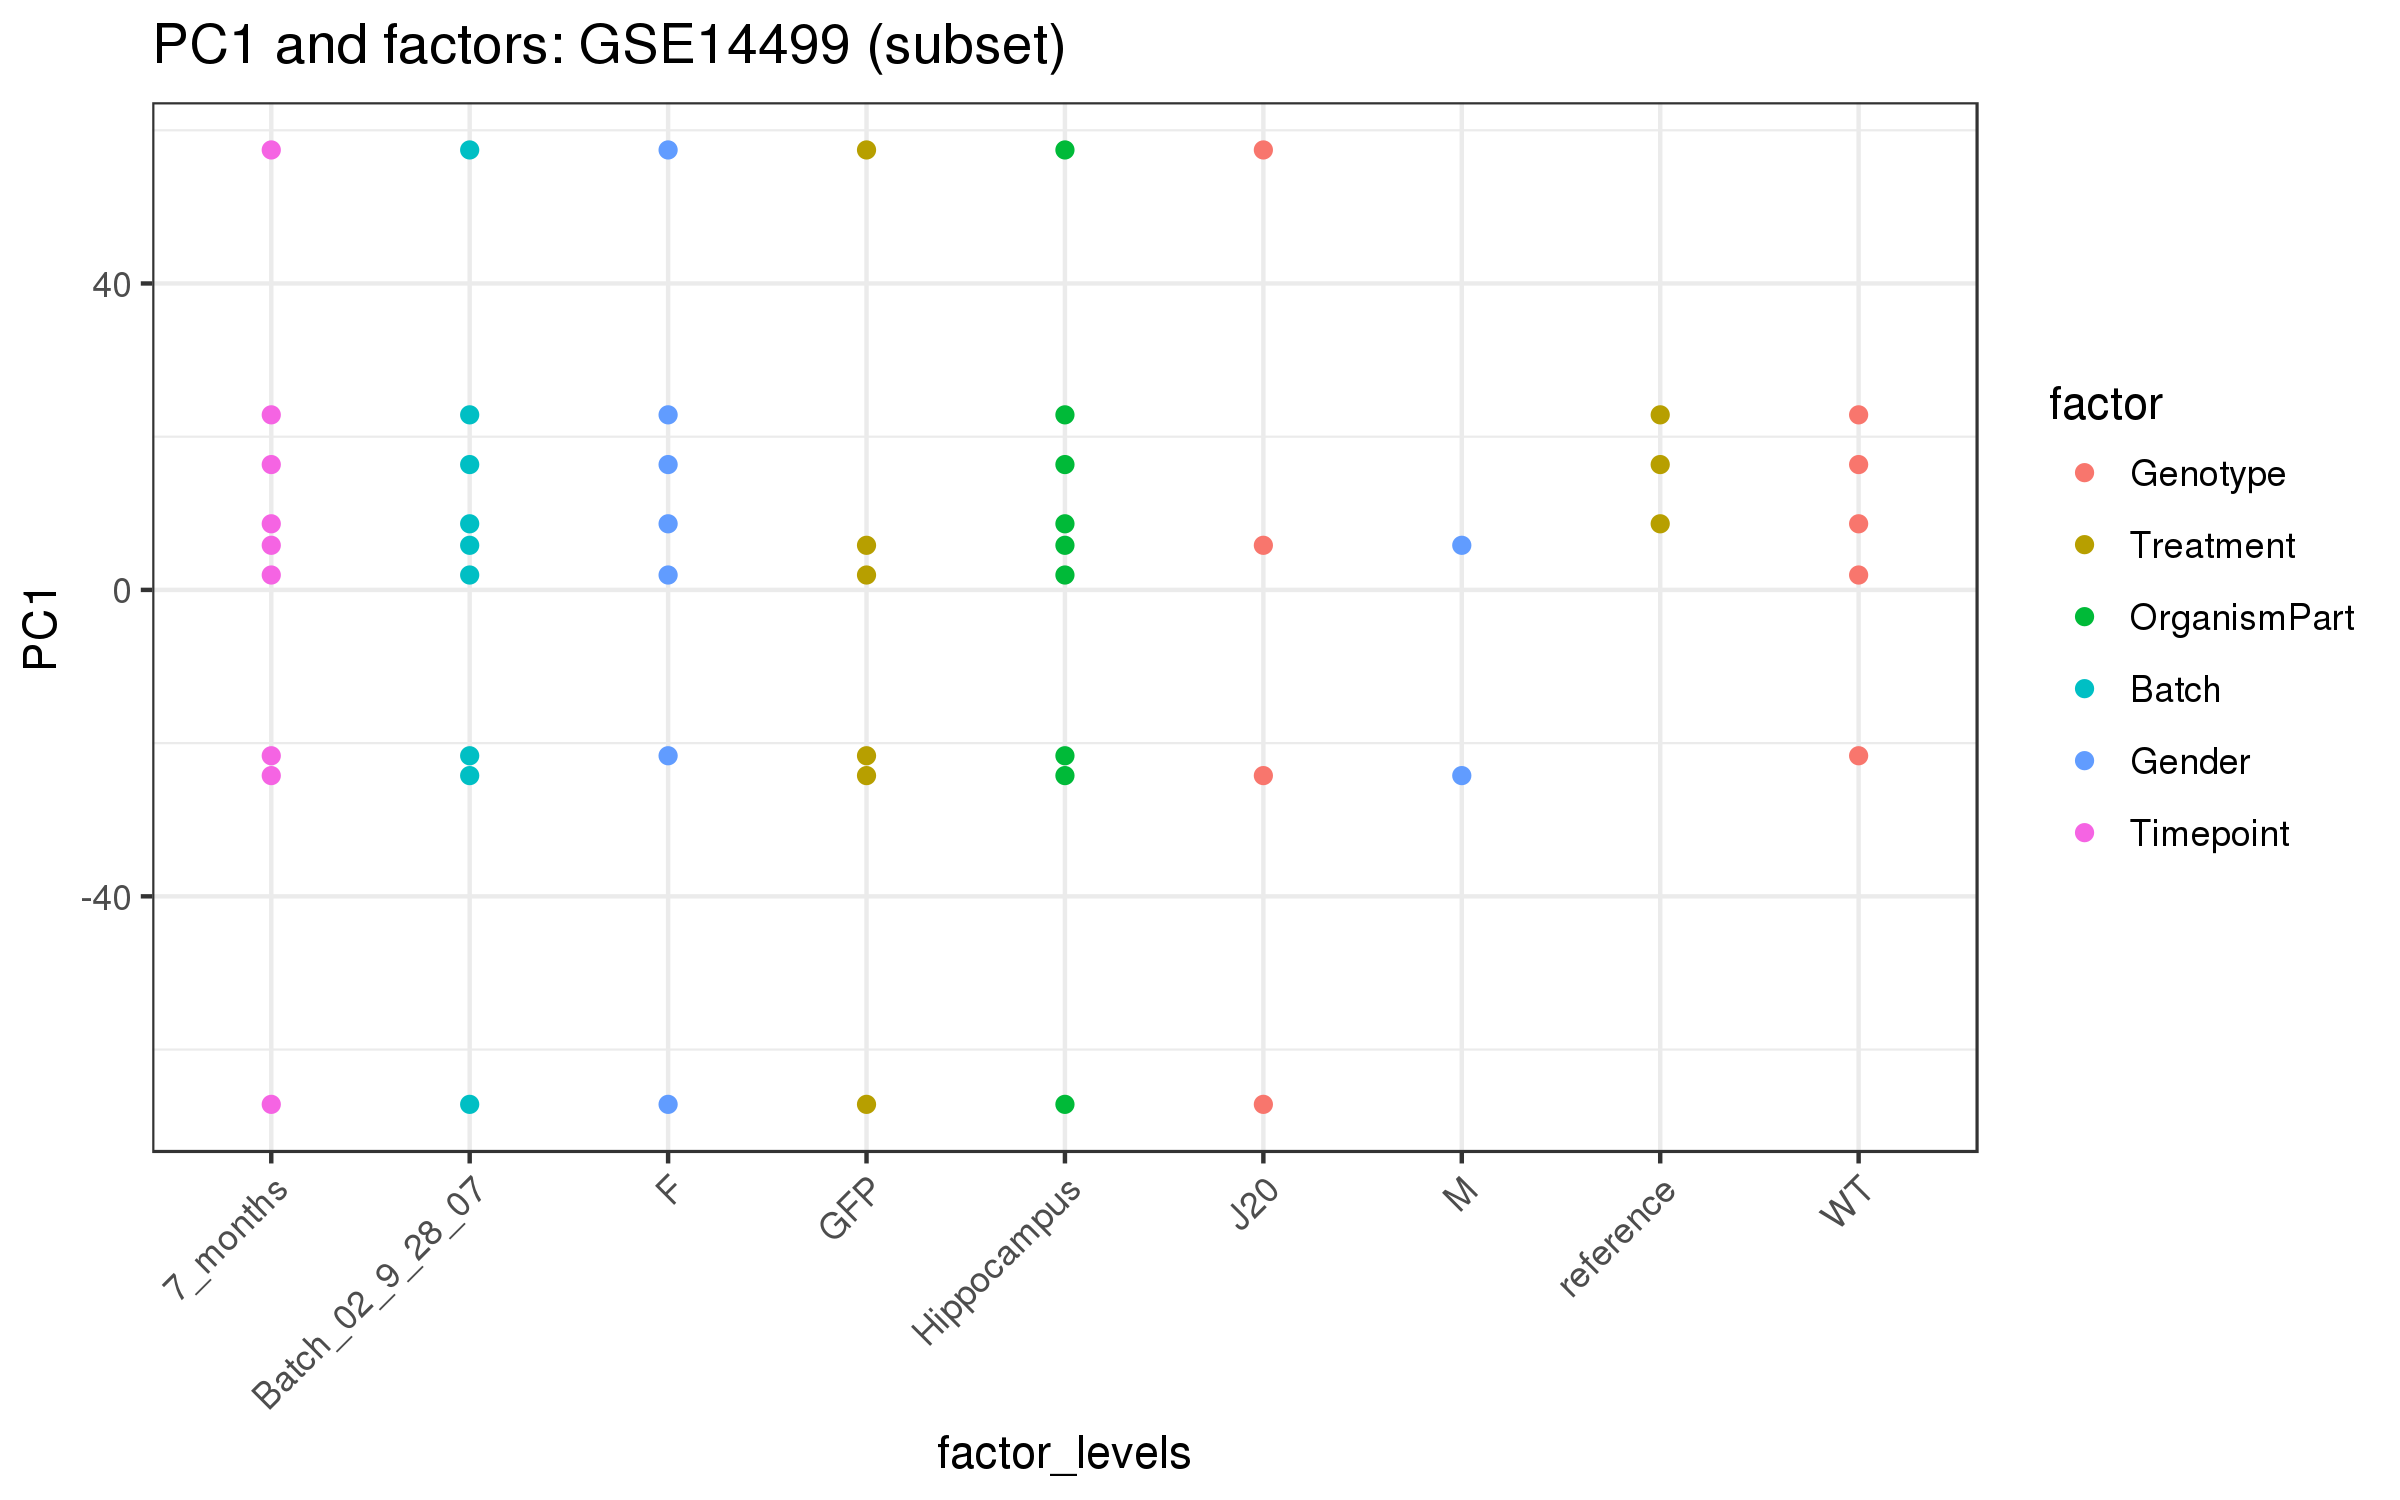 PC1 and factors: GSE14499 (subset)
PC1
40
0
-40
7_months
Batch_02_9_28_07
F
GFP
Hippocampus
J20
M
reference
WT
factor_levels
factor
Genotype
Treatment
OrganismPart
Batch
Gender
Timepoint